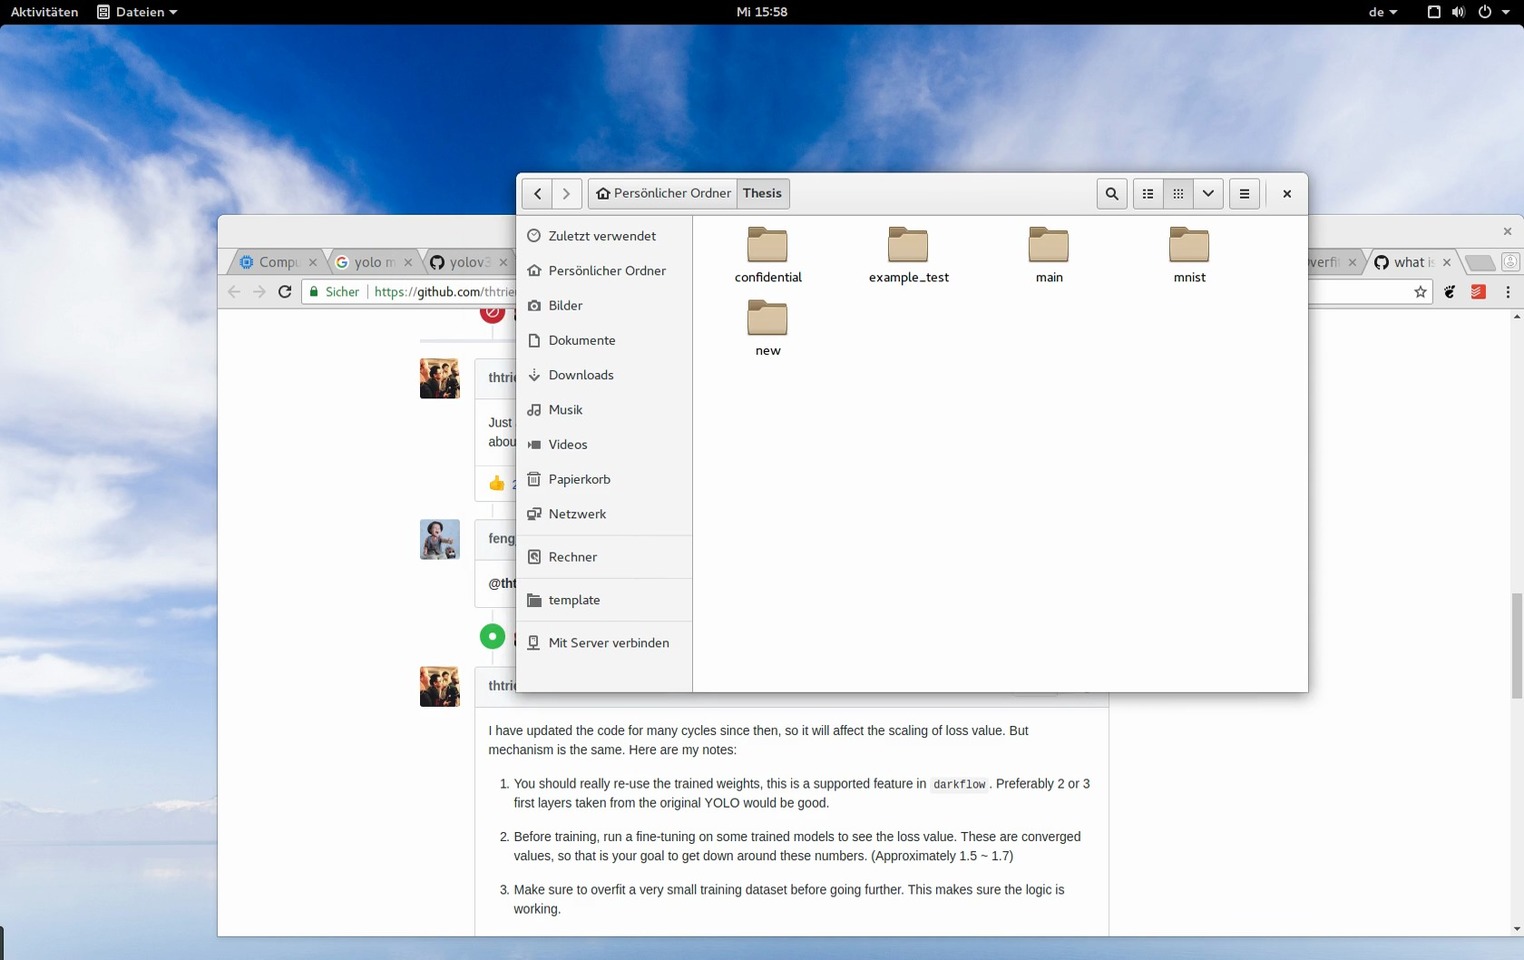 Aktivitäten Dateien Mi 15:58 de
Persönlicher Ordner Thesis
Zuletzt verwendet
Persönlicher Ordner
Bilder
Dokumente
Downloads
Musik
Videos
Papierkorb
Netzwerk
Rechner
template
Mit Server verbinden
confidential example_test main mnist
new
Compu yolo m yolov3 verfit what is
Sicher https://github.com/thtrie
thtrie
Just
abou
2
feng
@tht
thtrie
I have updated the code for many cycles since then, so it will affect the scaling of loss value. But
mechanism is the same. Here are my notes:
1. You should really re-use the trained weights, this is a supported feature in darkflow. Preferably 2 or 3
first layers taken from the original YOLO would be good.
2. Before training, run a fine-tuning on some trained models to see the loss value. These are converged
values, so that is your goal to get down around these numbers. (Approximately 1.5 ~ 1.7)
3. Make sure to overfit a very small training dataset before going further. This makes sure the logic is
working.